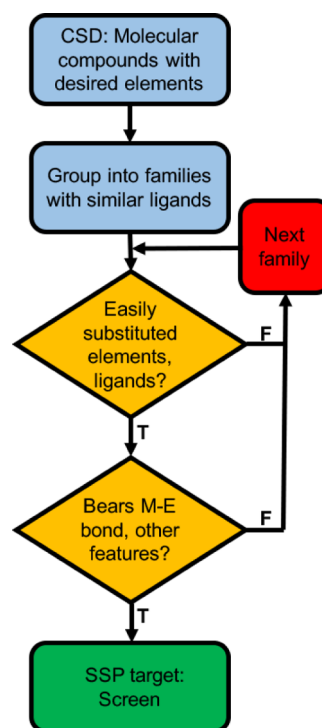 CSD: Molecular
compounds with
desired elements
Group into families
with similar ligands
Next
family
Easily
substituted
elements,
ligands?
F
T
Bears M-E
bond, other
features?
F
T
SSP target:
Screen